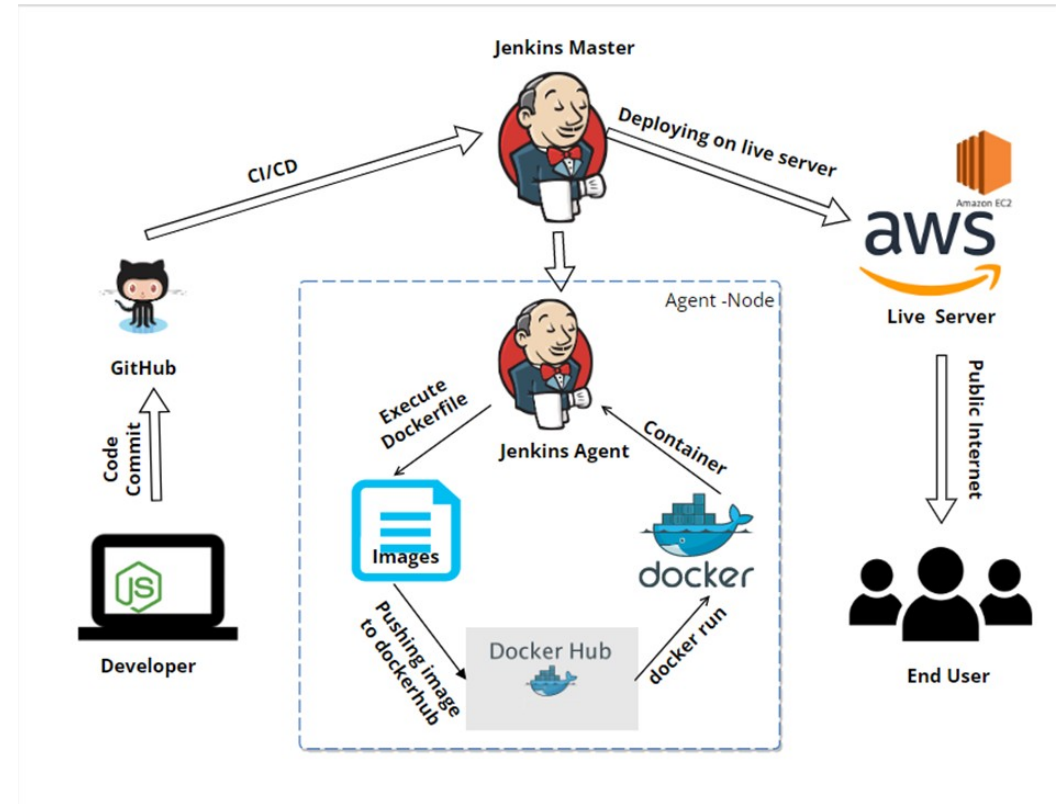 Jenkins Master
CI/CD
Deploying on live server
Amazon EC2
aws
Live Server
GitHub
Code
Commit
JS
Developer
Agent -Node
Jenkins Agent
Execute
Dockerfile
Images
Pushing image
to dockerhub
Docker Hub
docker run
docker
Container
Public Internet
End User